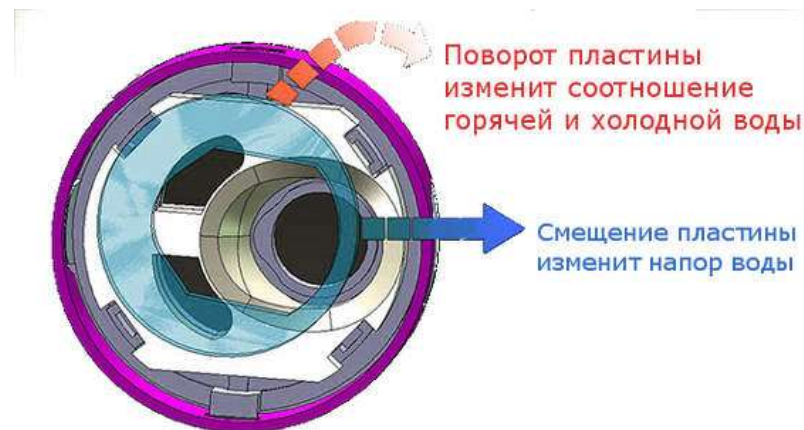 Поворот пластины
изменит соотношение
горячей и холодной воды
Смещение пластины
изменит напор воды